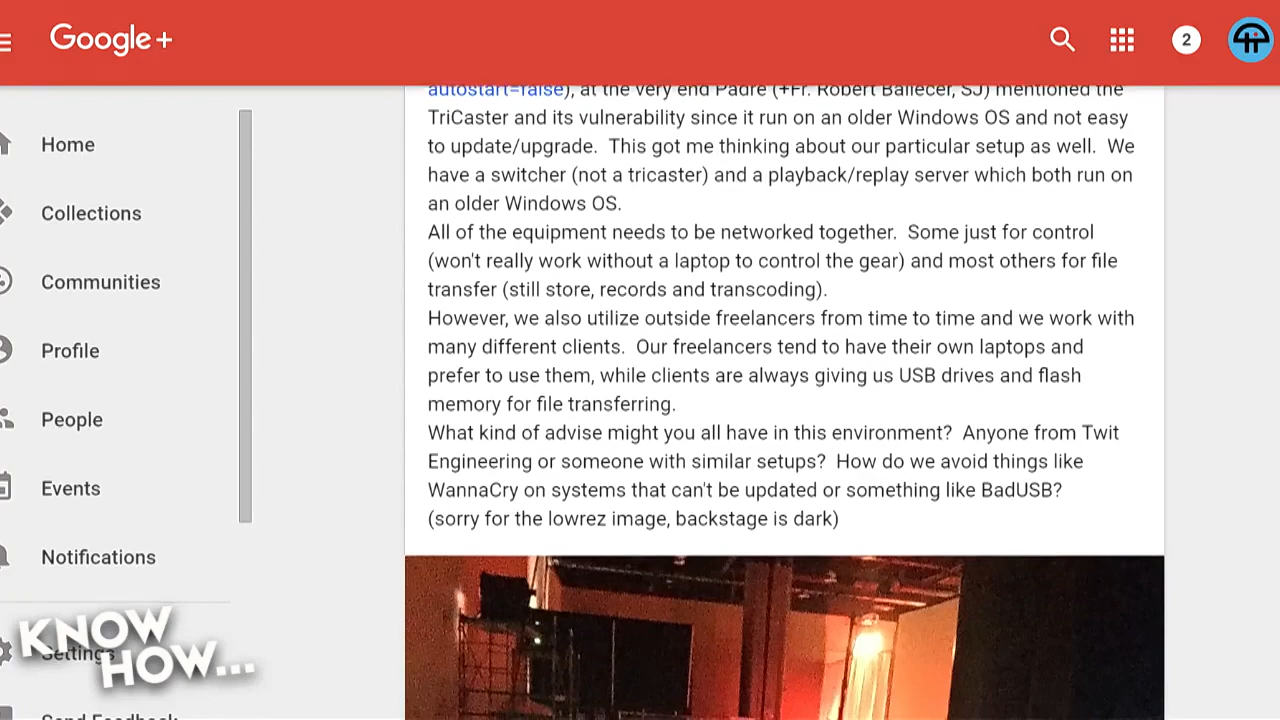 Google+
2
Home
Collections
Communities
Profile
People
Events
Notifications
Settings
Send Feedback
KNOW
HOW...
autostart=false), at the very end Padre (+Fr. Robert Ballecer, SJ) mentioned the
TriCaster and its vulnerability since it run on an older Windows OS and not easy
to update/upgrade.  This got me thinking about our particular setup as well.  We
have a switcher (not a tricaster) and a playback/replay server which both run on
an older Windows OS.
All of the equipment needs to be networked together.  Some just for control
(won't really work without a laptop to control the gear) and most others for file
transfer (still store, records and transcoding).
However, we also utilize outside freelancers from time to time and we work with
many different clients.  Our freelancers tend to have their own laptops and
prefer to use them, while clients are always giving us USB drives and flash
memory for file transferring.
What kind of advise might you all have in this environment?  Anyone from Twit
Engineering or someone with similar setups?  How do we avoid things like
WannaCry on systems that can't be updated or something like BadUSB?
(sorry for the lowrez image, backstage is dark)